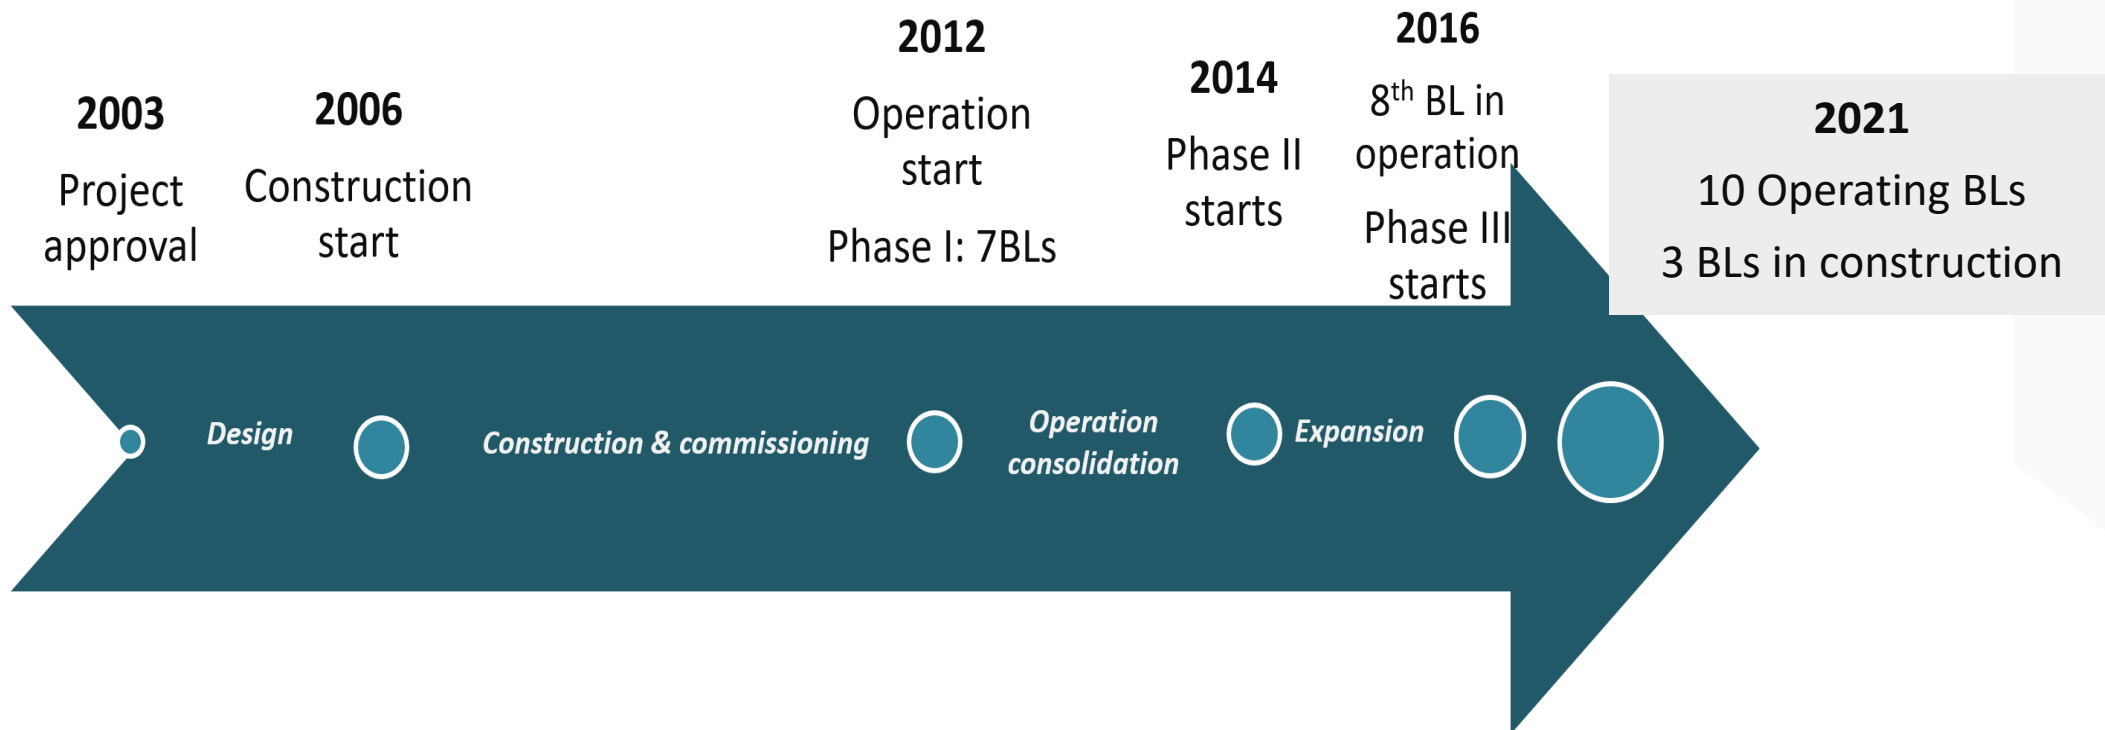 2003
Project
approval
2006
Construction
start
2012
Operation
start
Phase I: 7BLs
2014
Phase II
starts
2016
8th BL in
operation
Phase III
starts
2021
10 Operating BLs
3 BLs in construction
Design
Construction & commissioning
Operation
consolidation
Expansion